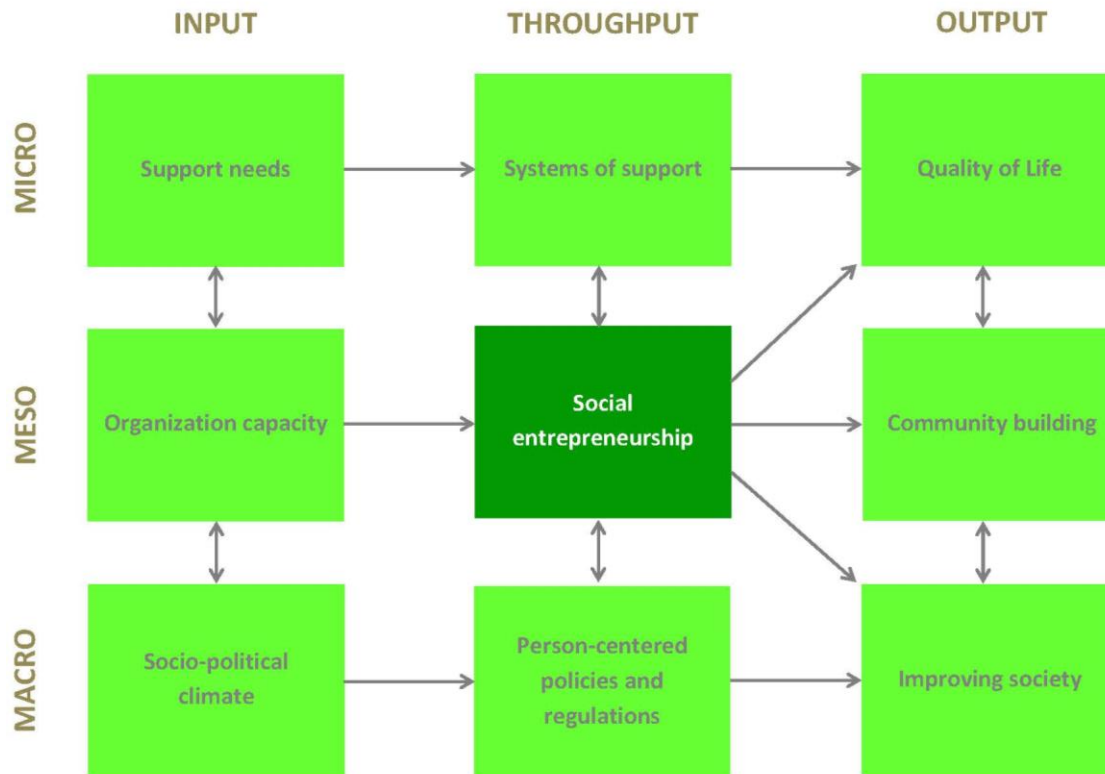 INPUT
THROUGHPUT
OUTPUT
MICRO
Support needs
Systems of support
Quality of Life
MESO
Organization capacity
Social
entrepreneurship
Community building
MACRO
Socio-political
climate
Person-centered
policies and
regulations
Improving society